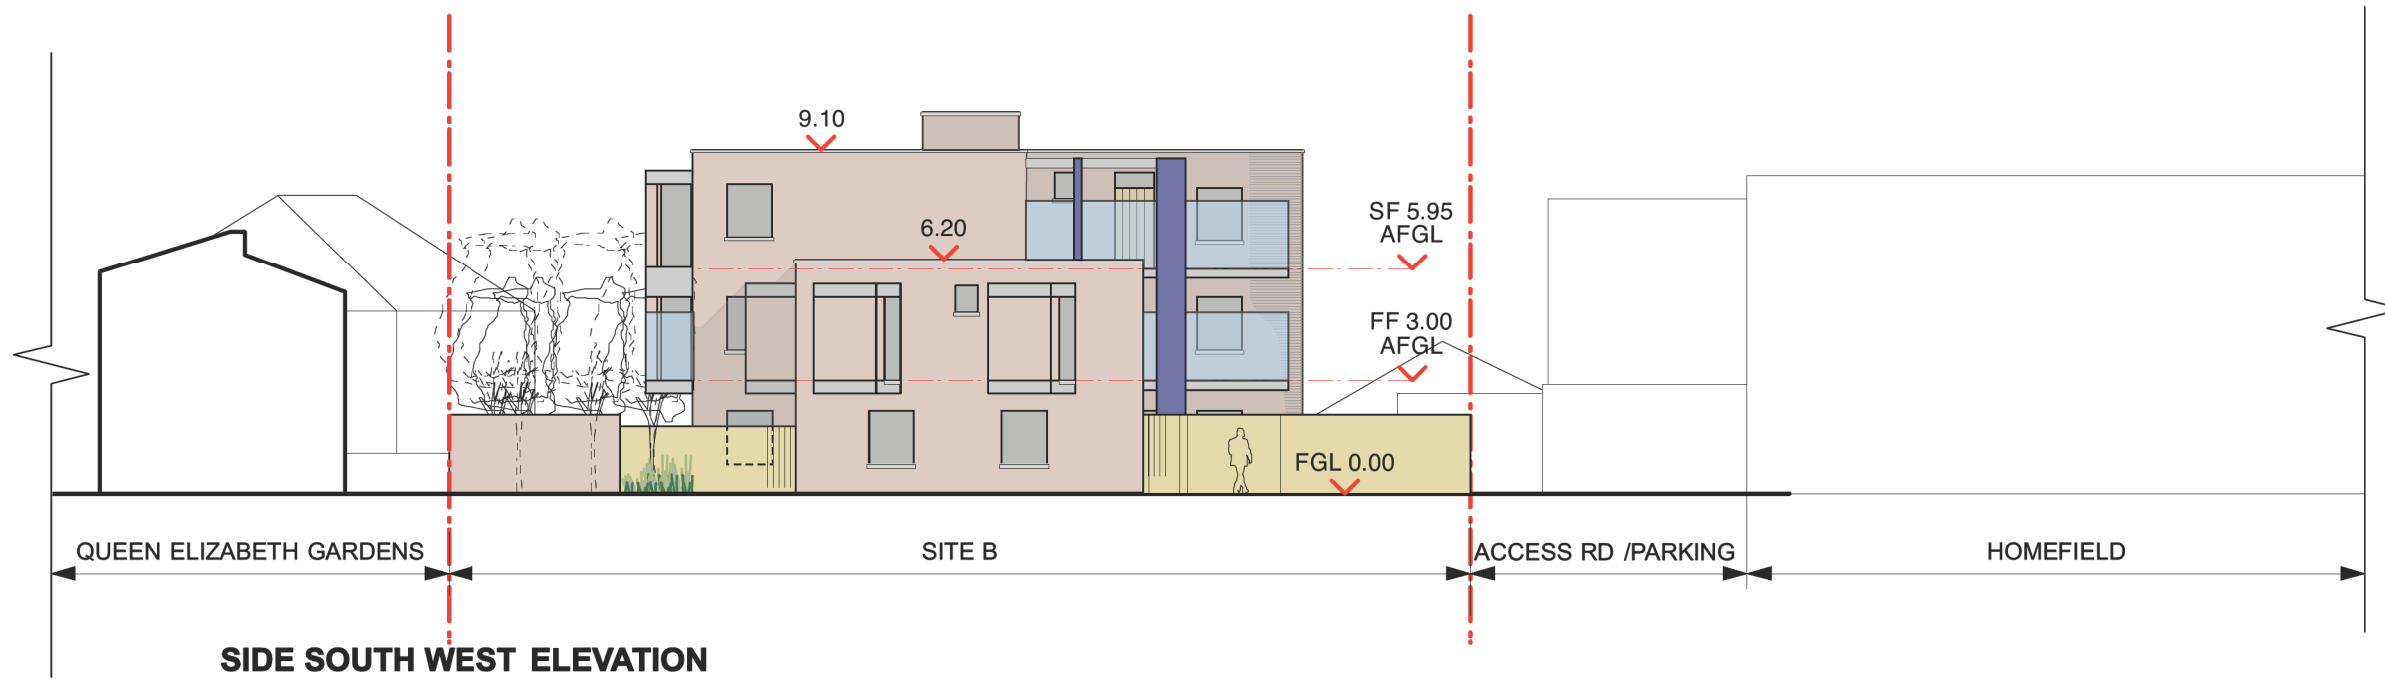 9.10
6.20
SF 5.95
AFGL
FF 3.00
AFGL
FGL 0.00
QUEEN ELIZABETH GARDENS
SITE B
ACCESS RD /PARKING
HOMEFIELD
SIDE SOUTH WEST ELEVATION